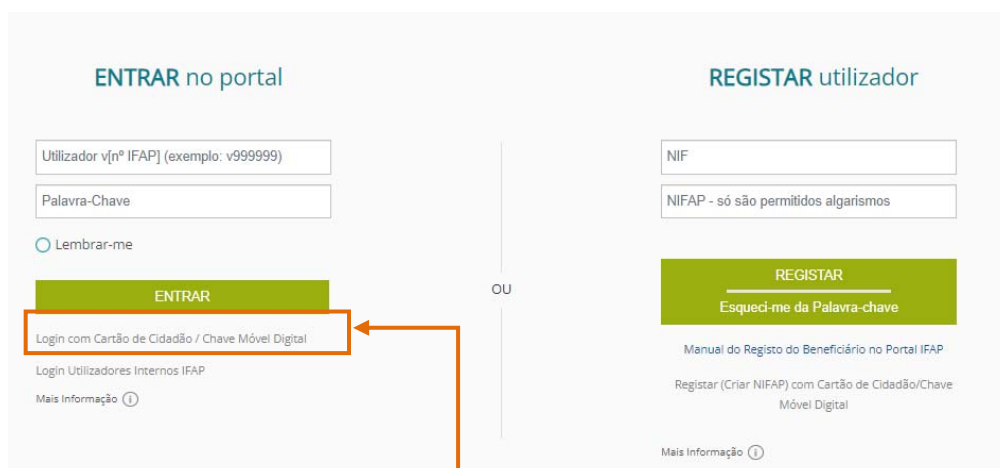 ENTRAR no portal
Utilizador v[nº IFAP] (exemplo: v999999)
Palavra-Chave
Lembrar-me
ENTRAR
Login com Cartão de Cidadão / Chave Móvel Digital
Login Utilizadores Internos IFAP
Mais Informação
OU
REGISTAR utilizador
NIF
NIFAP - só são permitidos algarismos
REGISTAR
Esqueci-me da Palavra-chave
Manual do Registo do Beneficiário no Portal IFAP
Registar (Criar NIFAP) com Cartão de Cidadão/Chave
Móvel Digital
Mais Informação